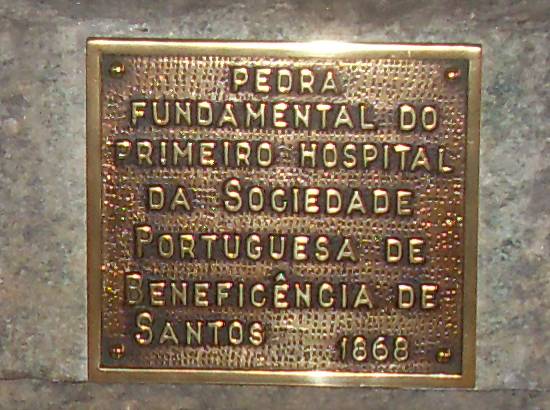 PEDRA
FUNDAMENTAL DO
PRIMEIRO HOSPITAL
DA SOCIEDADE
PORTUGUESA DE
BENEFICÊNCIA DE
SANTOS 1868